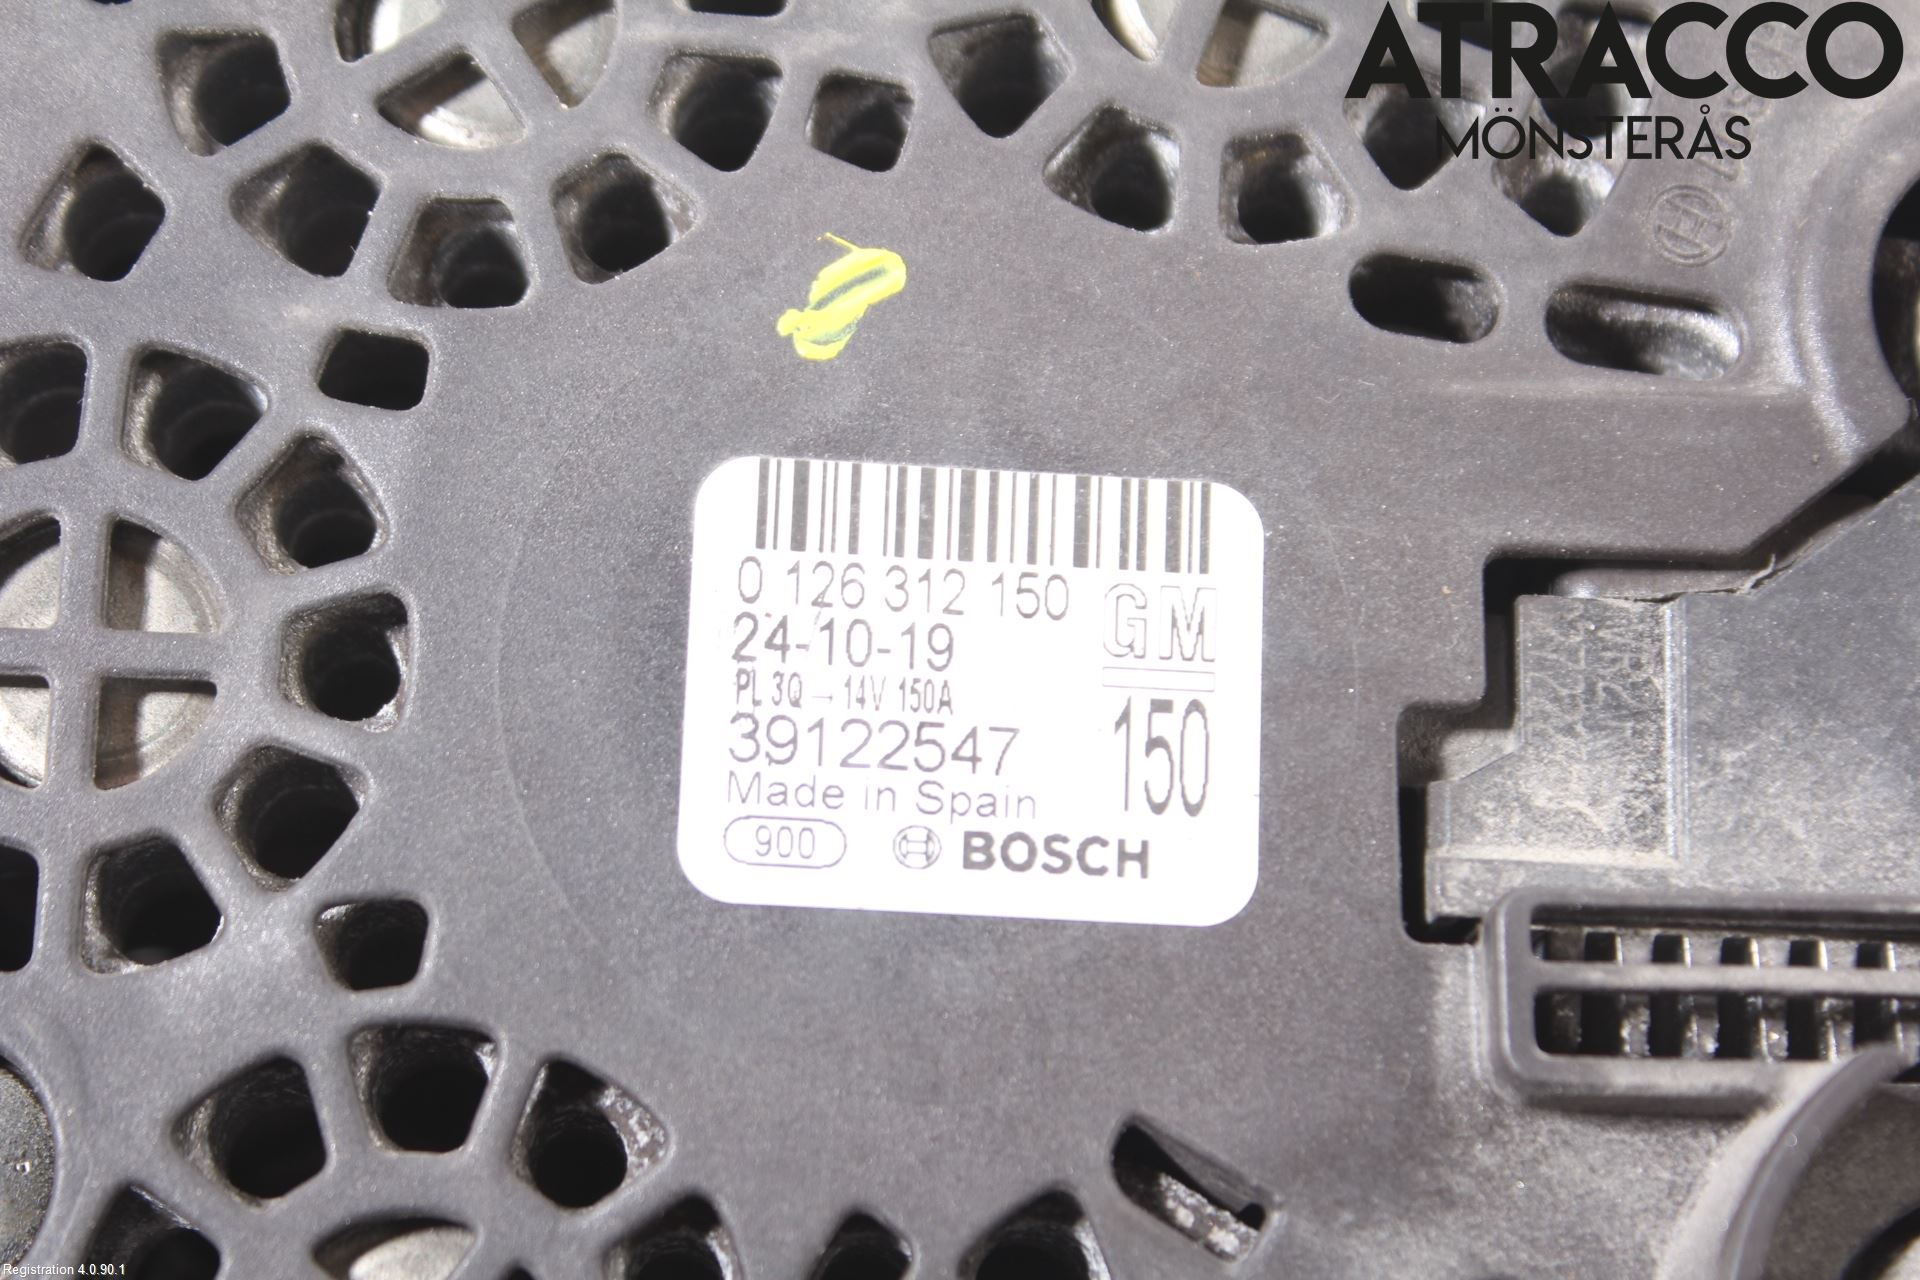 ATRACCO
MÖNSTERÅS
0 126 312 150
GM
24-10-19
PL 3Q → 14V 150A
39122547
150
Made in Spain
900
BOSCH
Registration 4.0.90.1